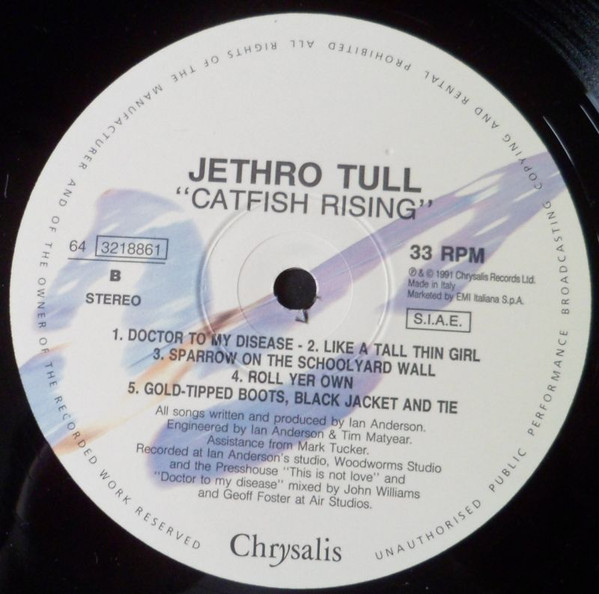 JETHRO TULL
"CATFISH RISING"
64 3218861
B
STEREO
33 RPM
℗ & © 1991 Chrysalis Records Ltd.
Made in Italy
Marketed by EMI Italiana S.p.A.
S.I.A.E.
1. DOCTOR TO MY DISEASE - 2. LIKE A TALL THIN GIRL
3. SPARROW ON THE SCHOOLYARD WALL
4. ROLL YER OWN
5. GOLD-TIPPED BOOTS, BLACK JACKET AND TIE
All songs written and produced by Ian Anderson.
Engineered by Ian Anderson & Tim Matyear.
Assistance from Mark Tucker.
Recorded at Ian Anderson's studio, Woodworms Studio
and the Presshouse "This is not love" and
"Doctor to my disease" mixed by John Williams
and Geoff Foster at Air Studios.
Chrysalis
UNAUTHORISED PUBLIC PERFORMANCE BROADCASTING COPYING AND RENTAL PROHIBITED ALL RIGHTS OF THE MANUFACTURER AND OF THE OWNER OF THE RECORDED WORK RESERVED